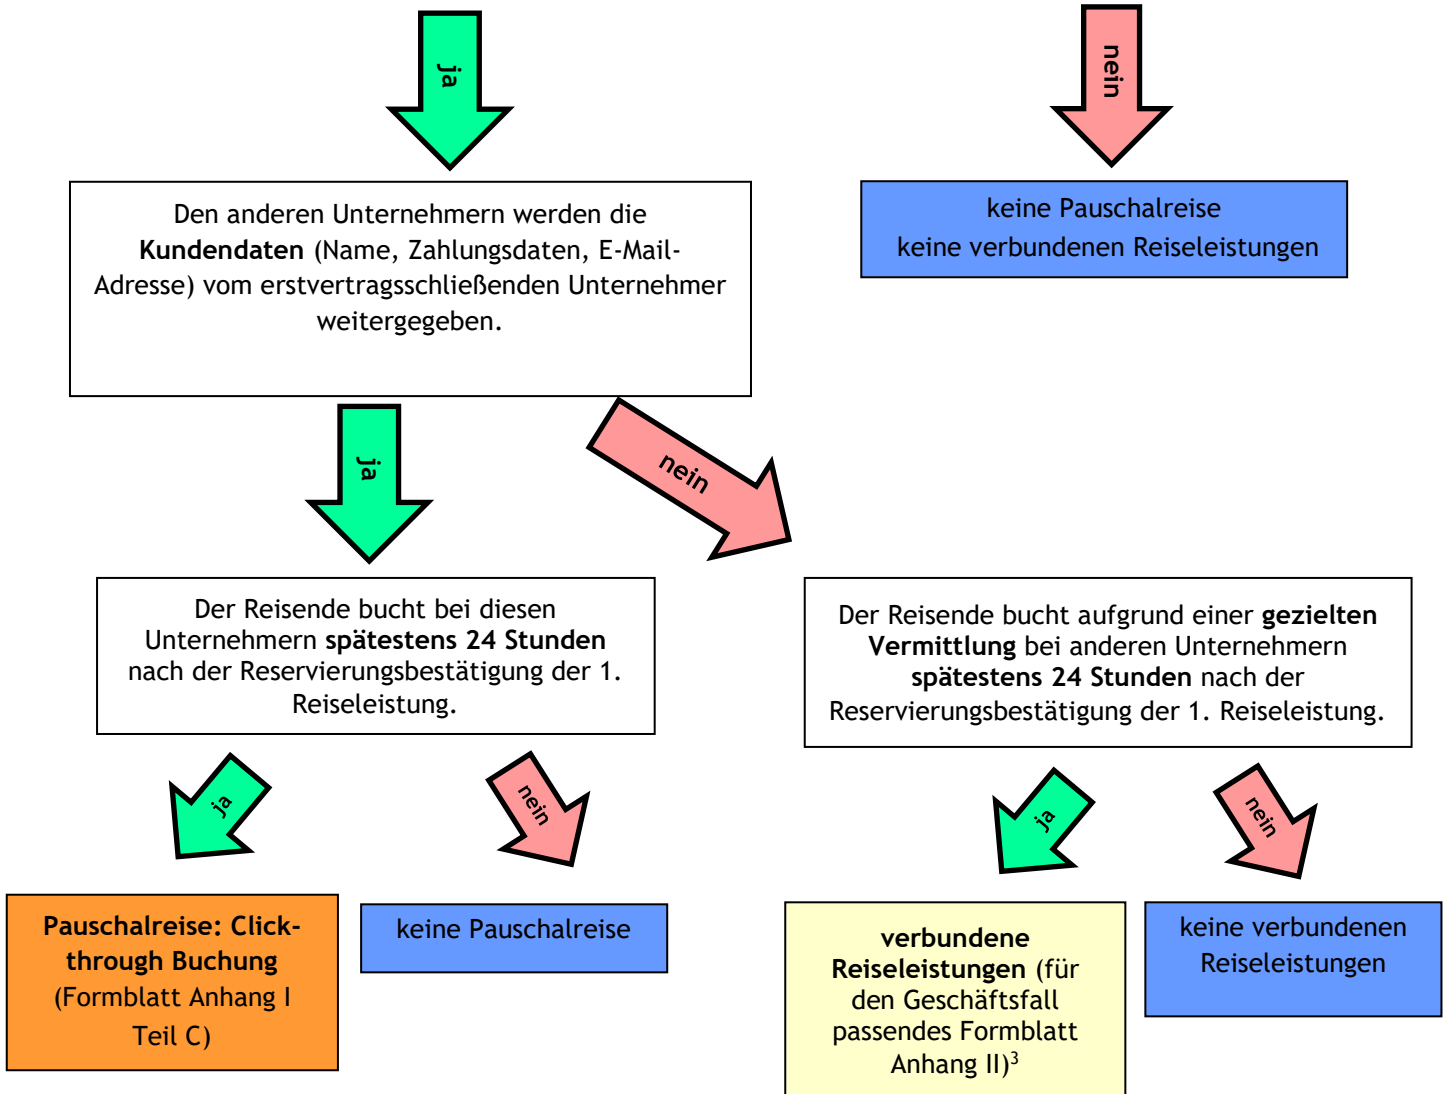 ja
nein
Den anderen Unternehmern werden die
Kundendaten (Name, Zahlungsdaten, E-Mail-
Adresse) vom erstvertragsschließenden Unternehmer
weitergegeben.
keine Pauschalreise
keine verbundenen Reiseleistungen
ja
nein
Der Reisende bucht bei diesen
Unternehmern spätestens 24 Stunden
nach der Reservierungsbestätigung der 1.
Reiseleistung.
Der Reisende bucht aufgrund einer gezielten
Vermittlung bei anderen Unternehmern
spätestens 24 Stunden nach der
Reservierungsbestätigung der 1. Reiseleistung.
ja
nein
ja
nein
Pauschalreise: Click-
through Buchung
(Formblatt Anhang I
Teil C)
keine Pauschalreise
verbundene
Reiseleistungen (für
den Geschäftsfall
passendes Formblatt
Anhang II)³
keine verbundenen
Reiseleistungen